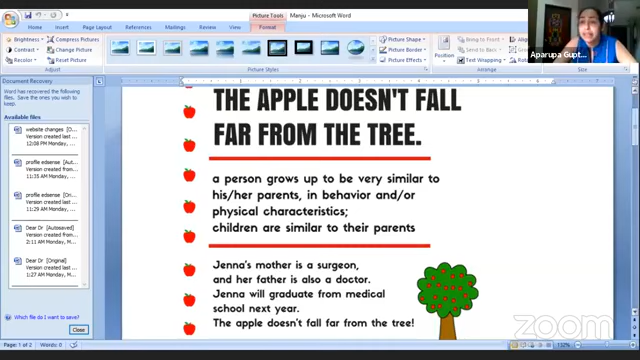 Picture Tools
Manju - Microsoft Word
Home
Insert
Page Layout
References
Mailings
Review
View
Format
Brightness
Compress Pictures
Contrast
Change Picture
Recolor
Reset Picture
Picture Shape
Picture Border
Picture Effects
Position
Bring to Front
Send to Back
Text Wrapping
Align
Group
Rotate
Adjust
Picture Styles
Arrange
Aparupa Gupt...
Document Recovery
Word has recovered the following
files. Save the ones you wish to
keep.
Available files
website changes [O...
Version created last ...
12:08 PM Monday, ...
profile edsense [Aut...
Version created from...
11:35 AM Monday, ...
profile edsense [Ori...
Version created last ...
11:29 AM Monday, ...
Dear Dr [Autosaved]
Version created from...
2:11 AM Monday, M...
Dear Dr [Original]
Version created last ...
1:27 AM Monday, M...
Which file do I want to save?
Close
THE APPLE DOESN'T FALL
FAR FROM THE TREE.
a person grows up to be very similar to
his/her parents, in behavior and/or
physical characteristics;
children are similar to their parents
Jenna's mother is a surgeon,
and her father is also a doctor.
Jenna will graduate from medical
school next year.
The apple doesn't fall far from the tree!
zoom
Page: 1 of 2
Words: 0
132%